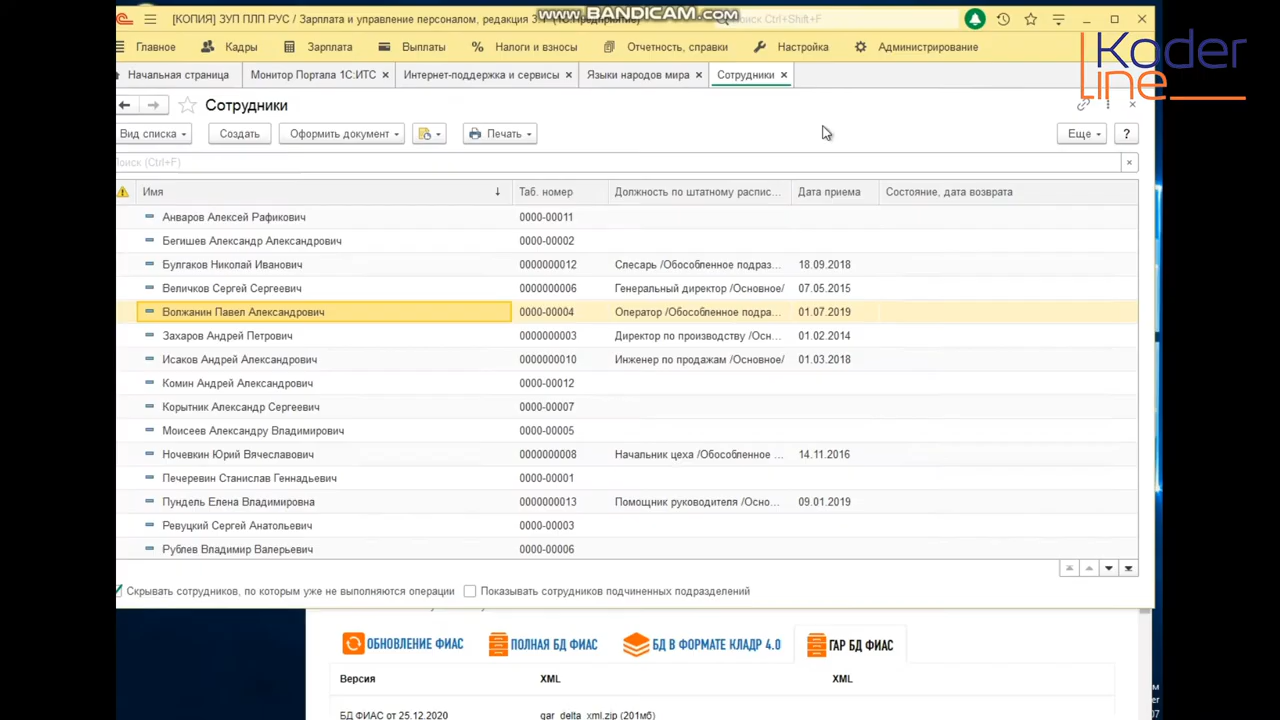 [КОПИЯ] ЗУП ПЛП РУС / Зарплата и управление персоналом, редакция
www.BANDICAM.com
Поиск Ctrl+Shift+F
Koder
line
Главное Кадры Зарплата Выплаты % Налоги и взносы Отчетность, справки Настройка Администрирование
Начальная страница Монитор Портала 1С:ИТС × Интернет-поддержка и сервисы × Языки народов мира × Сотрудники ×
Сотрудники
Вид списка Создать Оформить документ Печать Еще ?
Поиск (Ctrl+F) ×
Имя ↓ Таб. номер Должность по штатному распис... Дата приема Состояние, дата возврата
Анваров Алексей Рафикович 0000-00011
Бегишев Александр Александрович 0000-00002
Булгаков Николай Иванович 0000000012 Слесарь /Обособленное подраз... 18.09.2018
Величков Сергей Сергеевич 0000000006 Генеральный директор /Основное/ 07.05.2015
Волжанин Павел Александрович 0000-00004 Оператор /Обособленное подра... 01.07.2019
Захаров Андрей Петрович 0000000003 Директор по производству /Осн... 01.02.2014
Исаков Андрей Александрович 0000000010 Инженер по продажам /Основное/ 01.03.2018
Комин Андрей Александрович 0000-00012
Корытник Александр Сергеевич 0000-00007
Моисеев Александру Владимирович 0000-00005
Ночевкин Юрий Вячеславович 0000000008 Начальник цеха /Обособленное ... 14.11.2016
Печеревин Станислав Геннадьевич 0000-00001
Пундель Елена Владимировна 0000000013 Помощник руководителя /Осно... 09.01.2019
Ревуцкий Сергей Анатольевич 0000-00003
Рублев Владимир Валерьевич 0000-00006
Скрывать сотрудников, по которым уже не выполняются операции Показывать сотрудников подчиненных подразделений
ОБНОВЛЕНИЕ ФИАС ПОЛНАЯ БД ФИАС БД В ФОРМАТЕ КЛАДР 4.0 ГАР БД ФИАС
Версия XML XML
БД ФИАС от 25.12.2020 gar_delta_xml.zip (201мб)